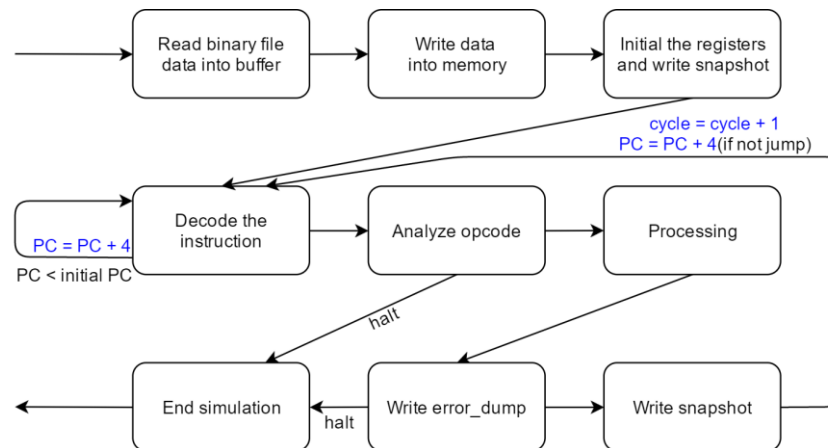 Read binary file
data into buffer
Write data
into memory
Initial the registers
and write snapshot
cycle = cycle + 1
PC = PC + 4(if not jump)
Decode the
instruction
Analyze opcode
Processing
PC = PC + 4
PC < initial PC
halt
End simulation
halt
Write error_dump
Write snapshot